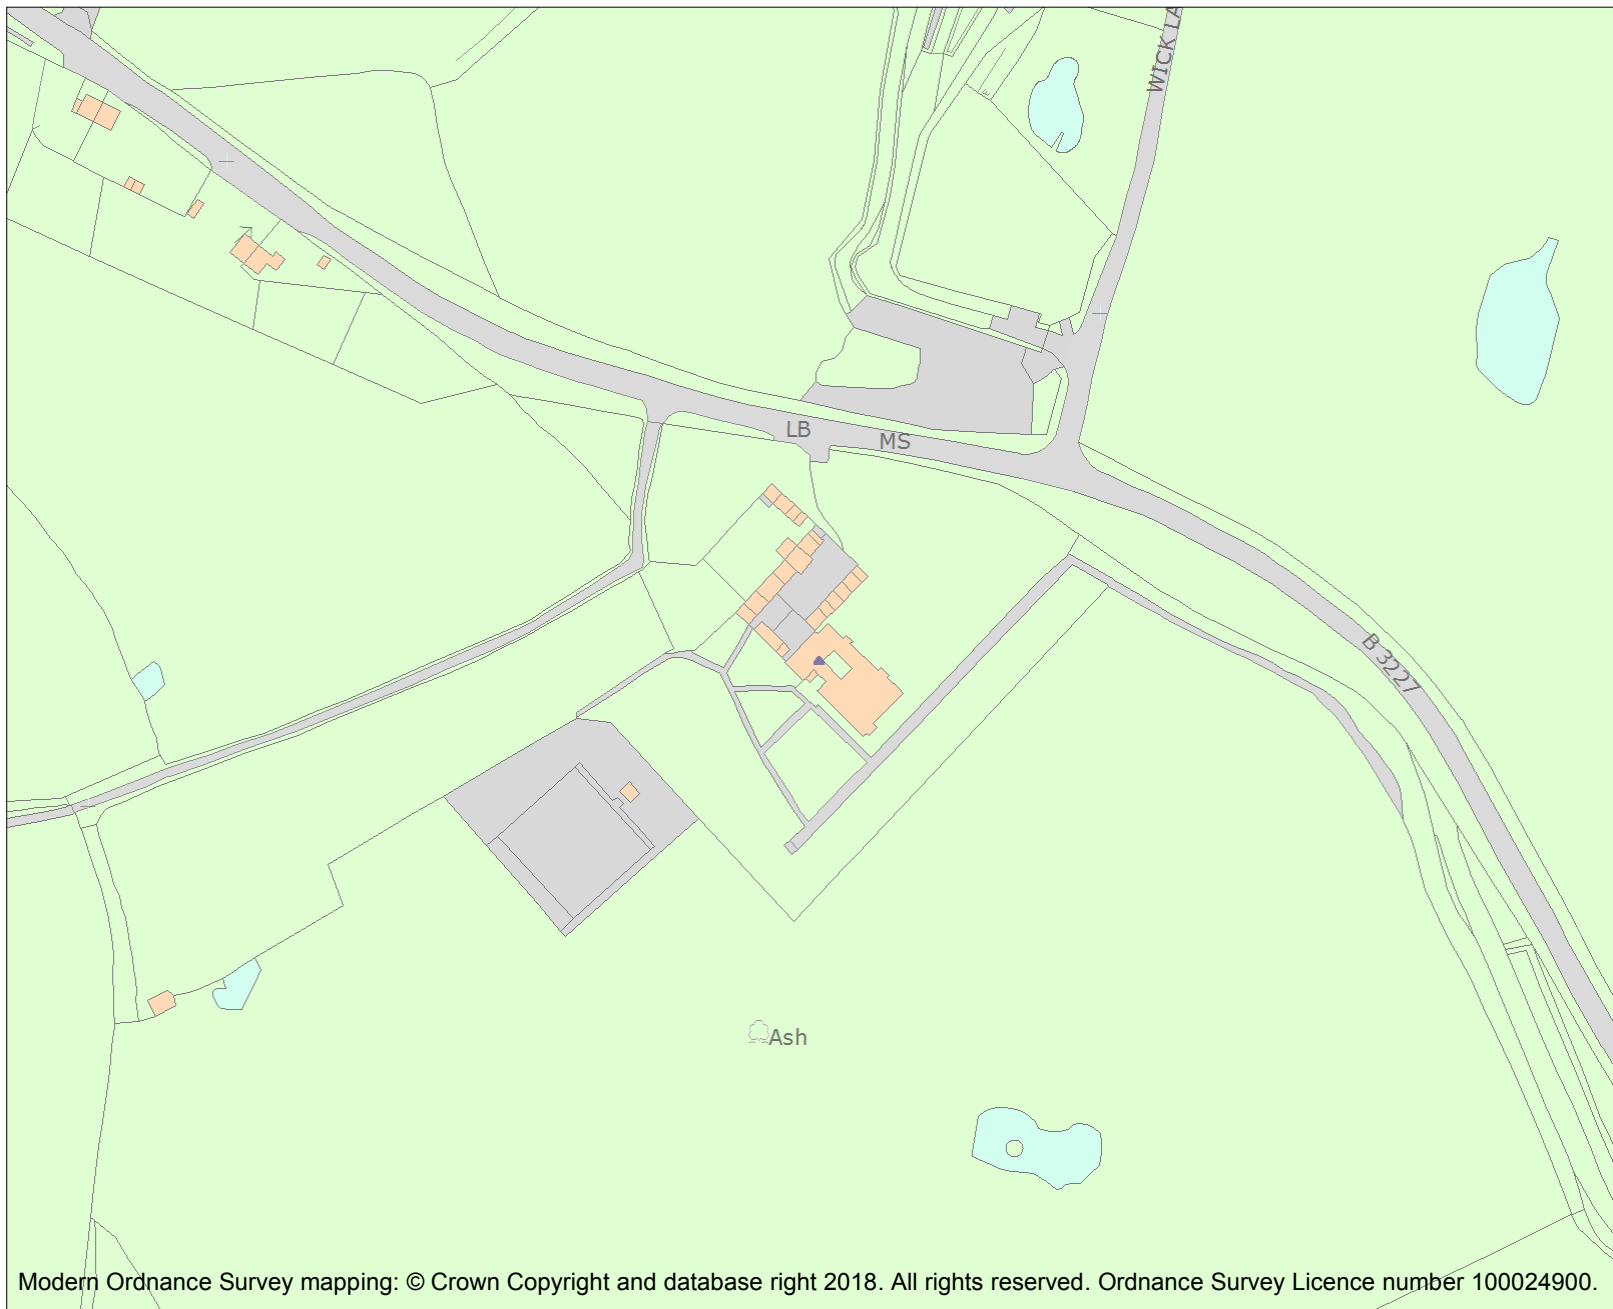 WICK LA
LB
MS
B 3227
Ash
Modern Ordnance Survey mapping: © Crown Copyright and database right 2018. All rights reserved. Ordnance Survey Licence number 100024900.